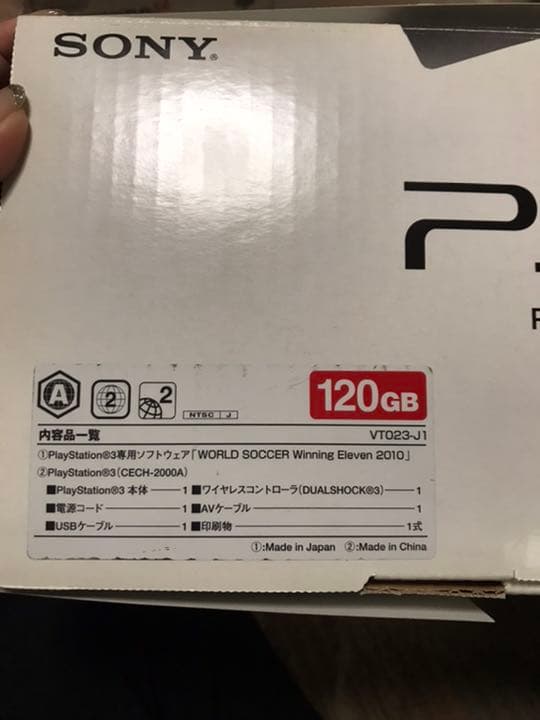 SONY®
P
A
2
2
NTSC J
120GB
内容品一覧 VT023-J1
①PlayStation®3専用ソフトウェア「WORLD SOCCER Winning Eleven 2010」
②PlayStation®3(CECH-2000A)
■PlayStation®3 本体 1 ■ワイヤレスコントローラ(DUALSHOCK®3) 1
■電源コード 1 ■AVケーブル 1
■USBケーブル 1 ■印刷物 1式
①:Made in Japan ②:Made in China